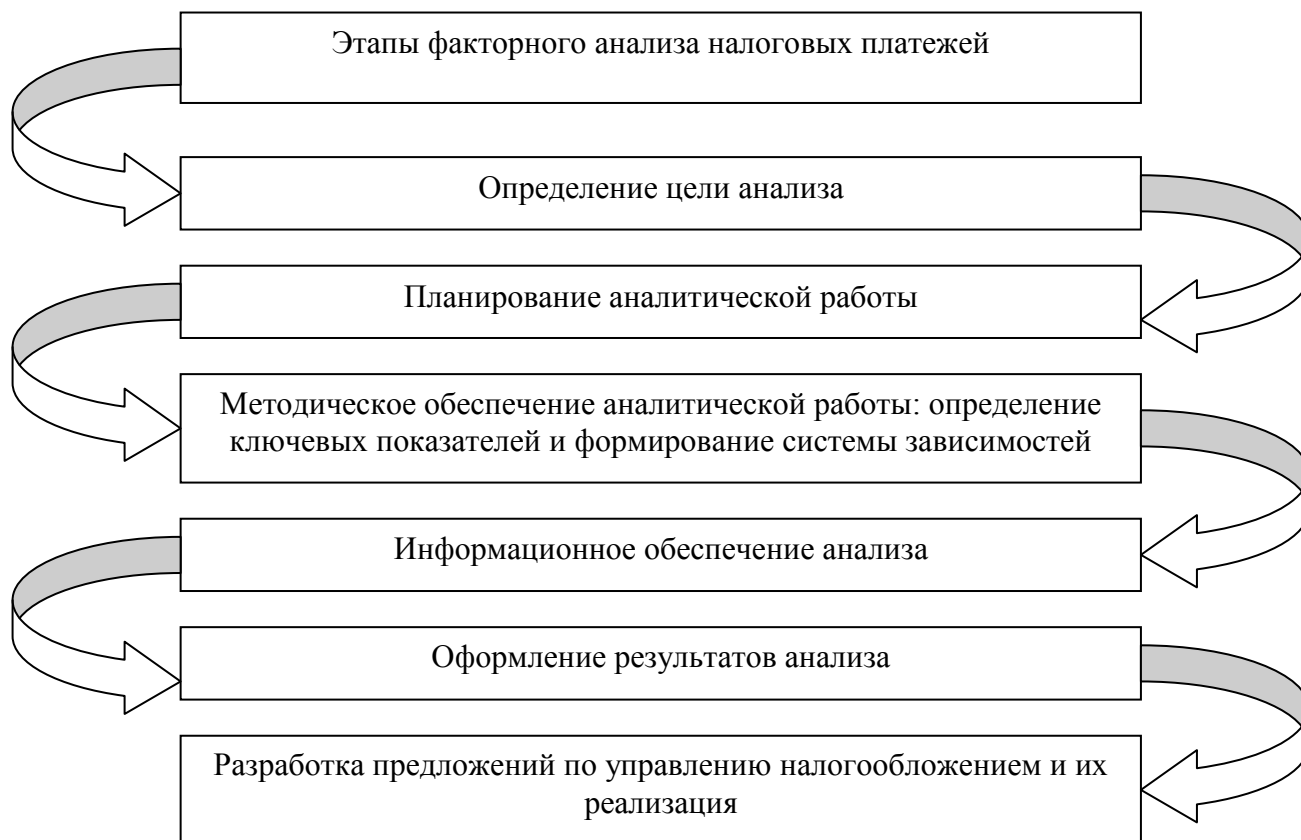 Этапы факторного анализа налоговых платежей
Определение цели анализа
Планирование аналитической работы
Методическое обеспечение аналитической работы: определение
ключевых показателей и формирование системы зависимостей
Информационное обеспечение анализа
Оформление результатов анализа
Разработка предложений по управлению налогообложением и их
реализация